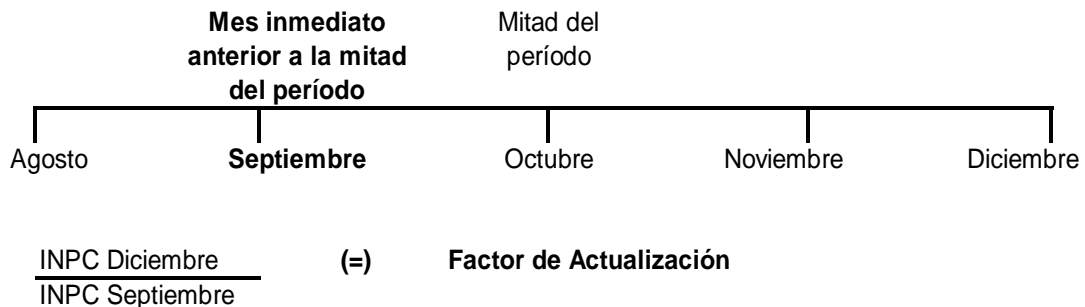 Mes inmediato
anterior a la mitad
del período
Mitad del
período
Agosto
Septiembre
Octubre
Noviembre
Diciembre
INPC Diciembre
(=)
Factor de Actualización
INPC Septiembre